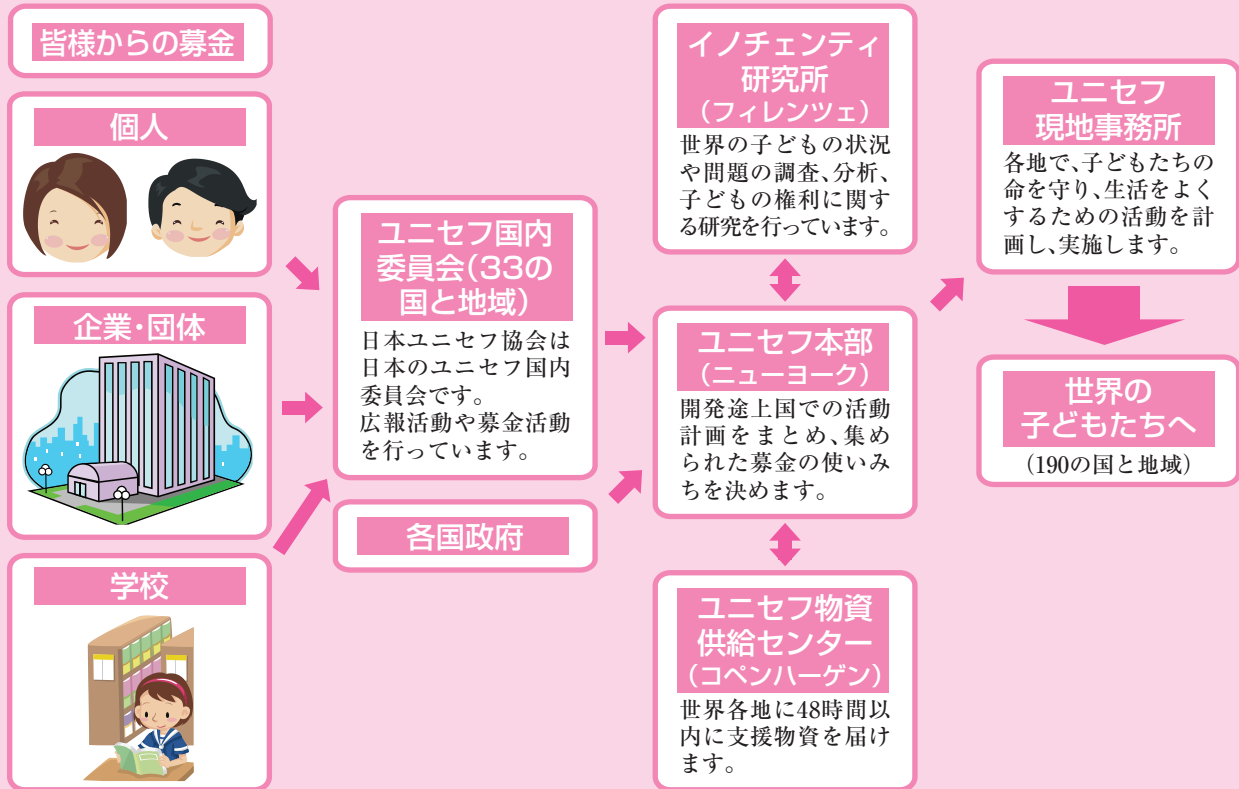 皆様からの募金
個人
企業・団体
学校
ユニセフ国内
委員会(33の
国と地域)
日本ユニセフ協会は
日本のユニセフ国内
委員会です。
広報活動や募金活動
を行っています。
各国政府
イノチェンティ
研究所
(フィレンツェ)
世界の子どもの状況
や問題の調査、分析、
子どもの権利に関す
る研究を行っています。
ユニセフ本部
(ニューヨーク)
開発途上国での活動
計画をまとめ、集め
られた募金の使いみ
ちを決めます。
ユニセフ物資
供給センター
(コペンハーゲン)
世界各地に48時間以
内に支援物資を届け
ます。
ユニセフ
現地事務所
各地で、子どもたちの
命を守り、生活をよく
するための活動を計
画し、実施します。
世界の
子どもたちへ
(190の国と地域)